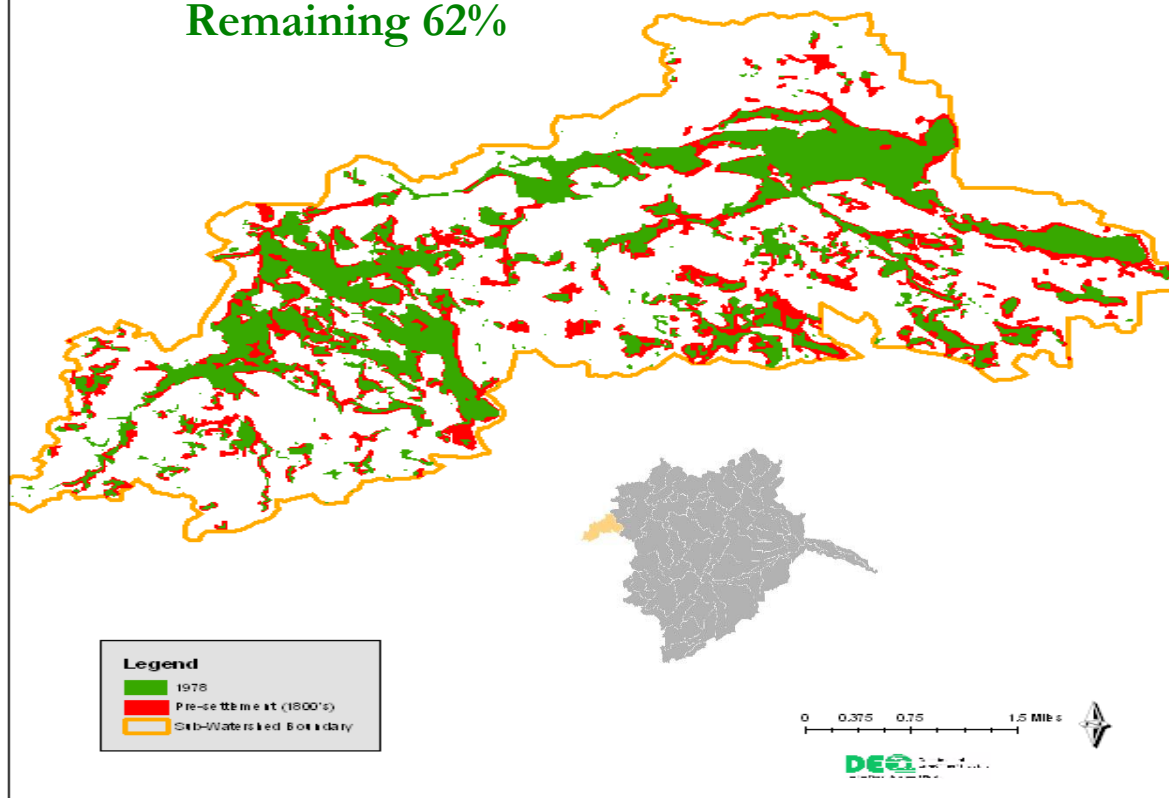 Remaining 62%
Legend
1978
Pre-settlement (1800's)
Sub-Watershed Boundary
0 0.375 0.75 1.5 Miles
DEQ